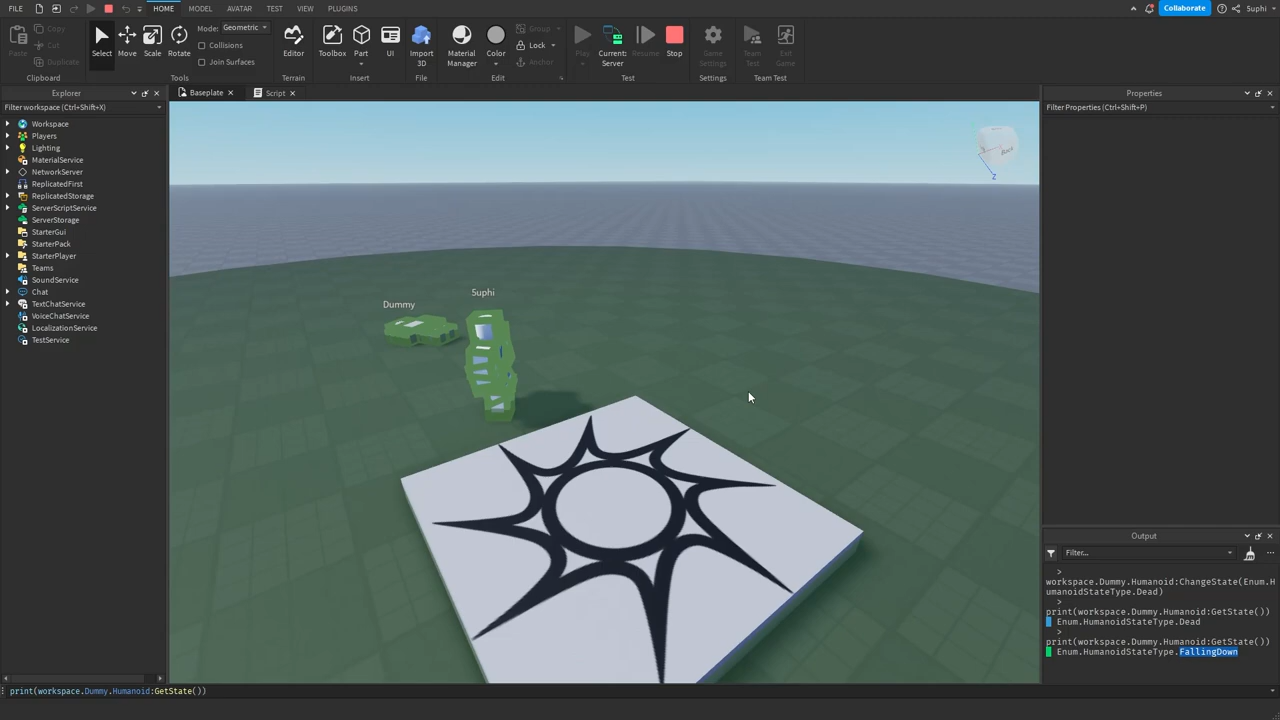 FILE
HOME
MODEL
AVATAR
TEST
VIEW
PLUGINS
Collaborate
Suphi
Paste
Copy
Cut
Duplicate
Clipboard
Select
Move
Scale
Rotate
Mode:
Geometric
Collisions
Join Surfaces
Tools
Editor
Terrain
Toolbox
Part
UI
Insert
Import
3D
File
Material
Manager
Color
Group
Lock
Anchor
Edit
Play
Current:
Server
Resume
Stop
Test
Game
Settings
Settings
Team
Test
Exit
Game
Team Test
Explorer
Filter workspace (Ctrl+Shift+X)
Workspace
Players
Lighting
MaterialService
NetworkServer
ReplicatedFirst
ReplicatedStorage
ServerScriptService
ServerStorage
StarterGui
StarterPack
StarterPlayer
Teams
SoundService
Chat
TextChatService
VoiceChatService
LocalizationService
TestService
Baseplate
Script
Dummy
5uphi
Back
Z
Properties
Filter Properties (Ctrl+Shift+P)
Output
Filter...
>
workspace.Dummy.Humanoid:ChangeState(Enum.H
umanoidStateType.Dead)
>
print(workspace.Dummy.Humanoid:GetState())
Enum.HumanoidStateType.Dead
>
print(workspace.Dummy.Humanoid:GetState())
Enum.HumanoidStateType.FallingDown
print(workspace.Dummy.Humanoid:GetState())